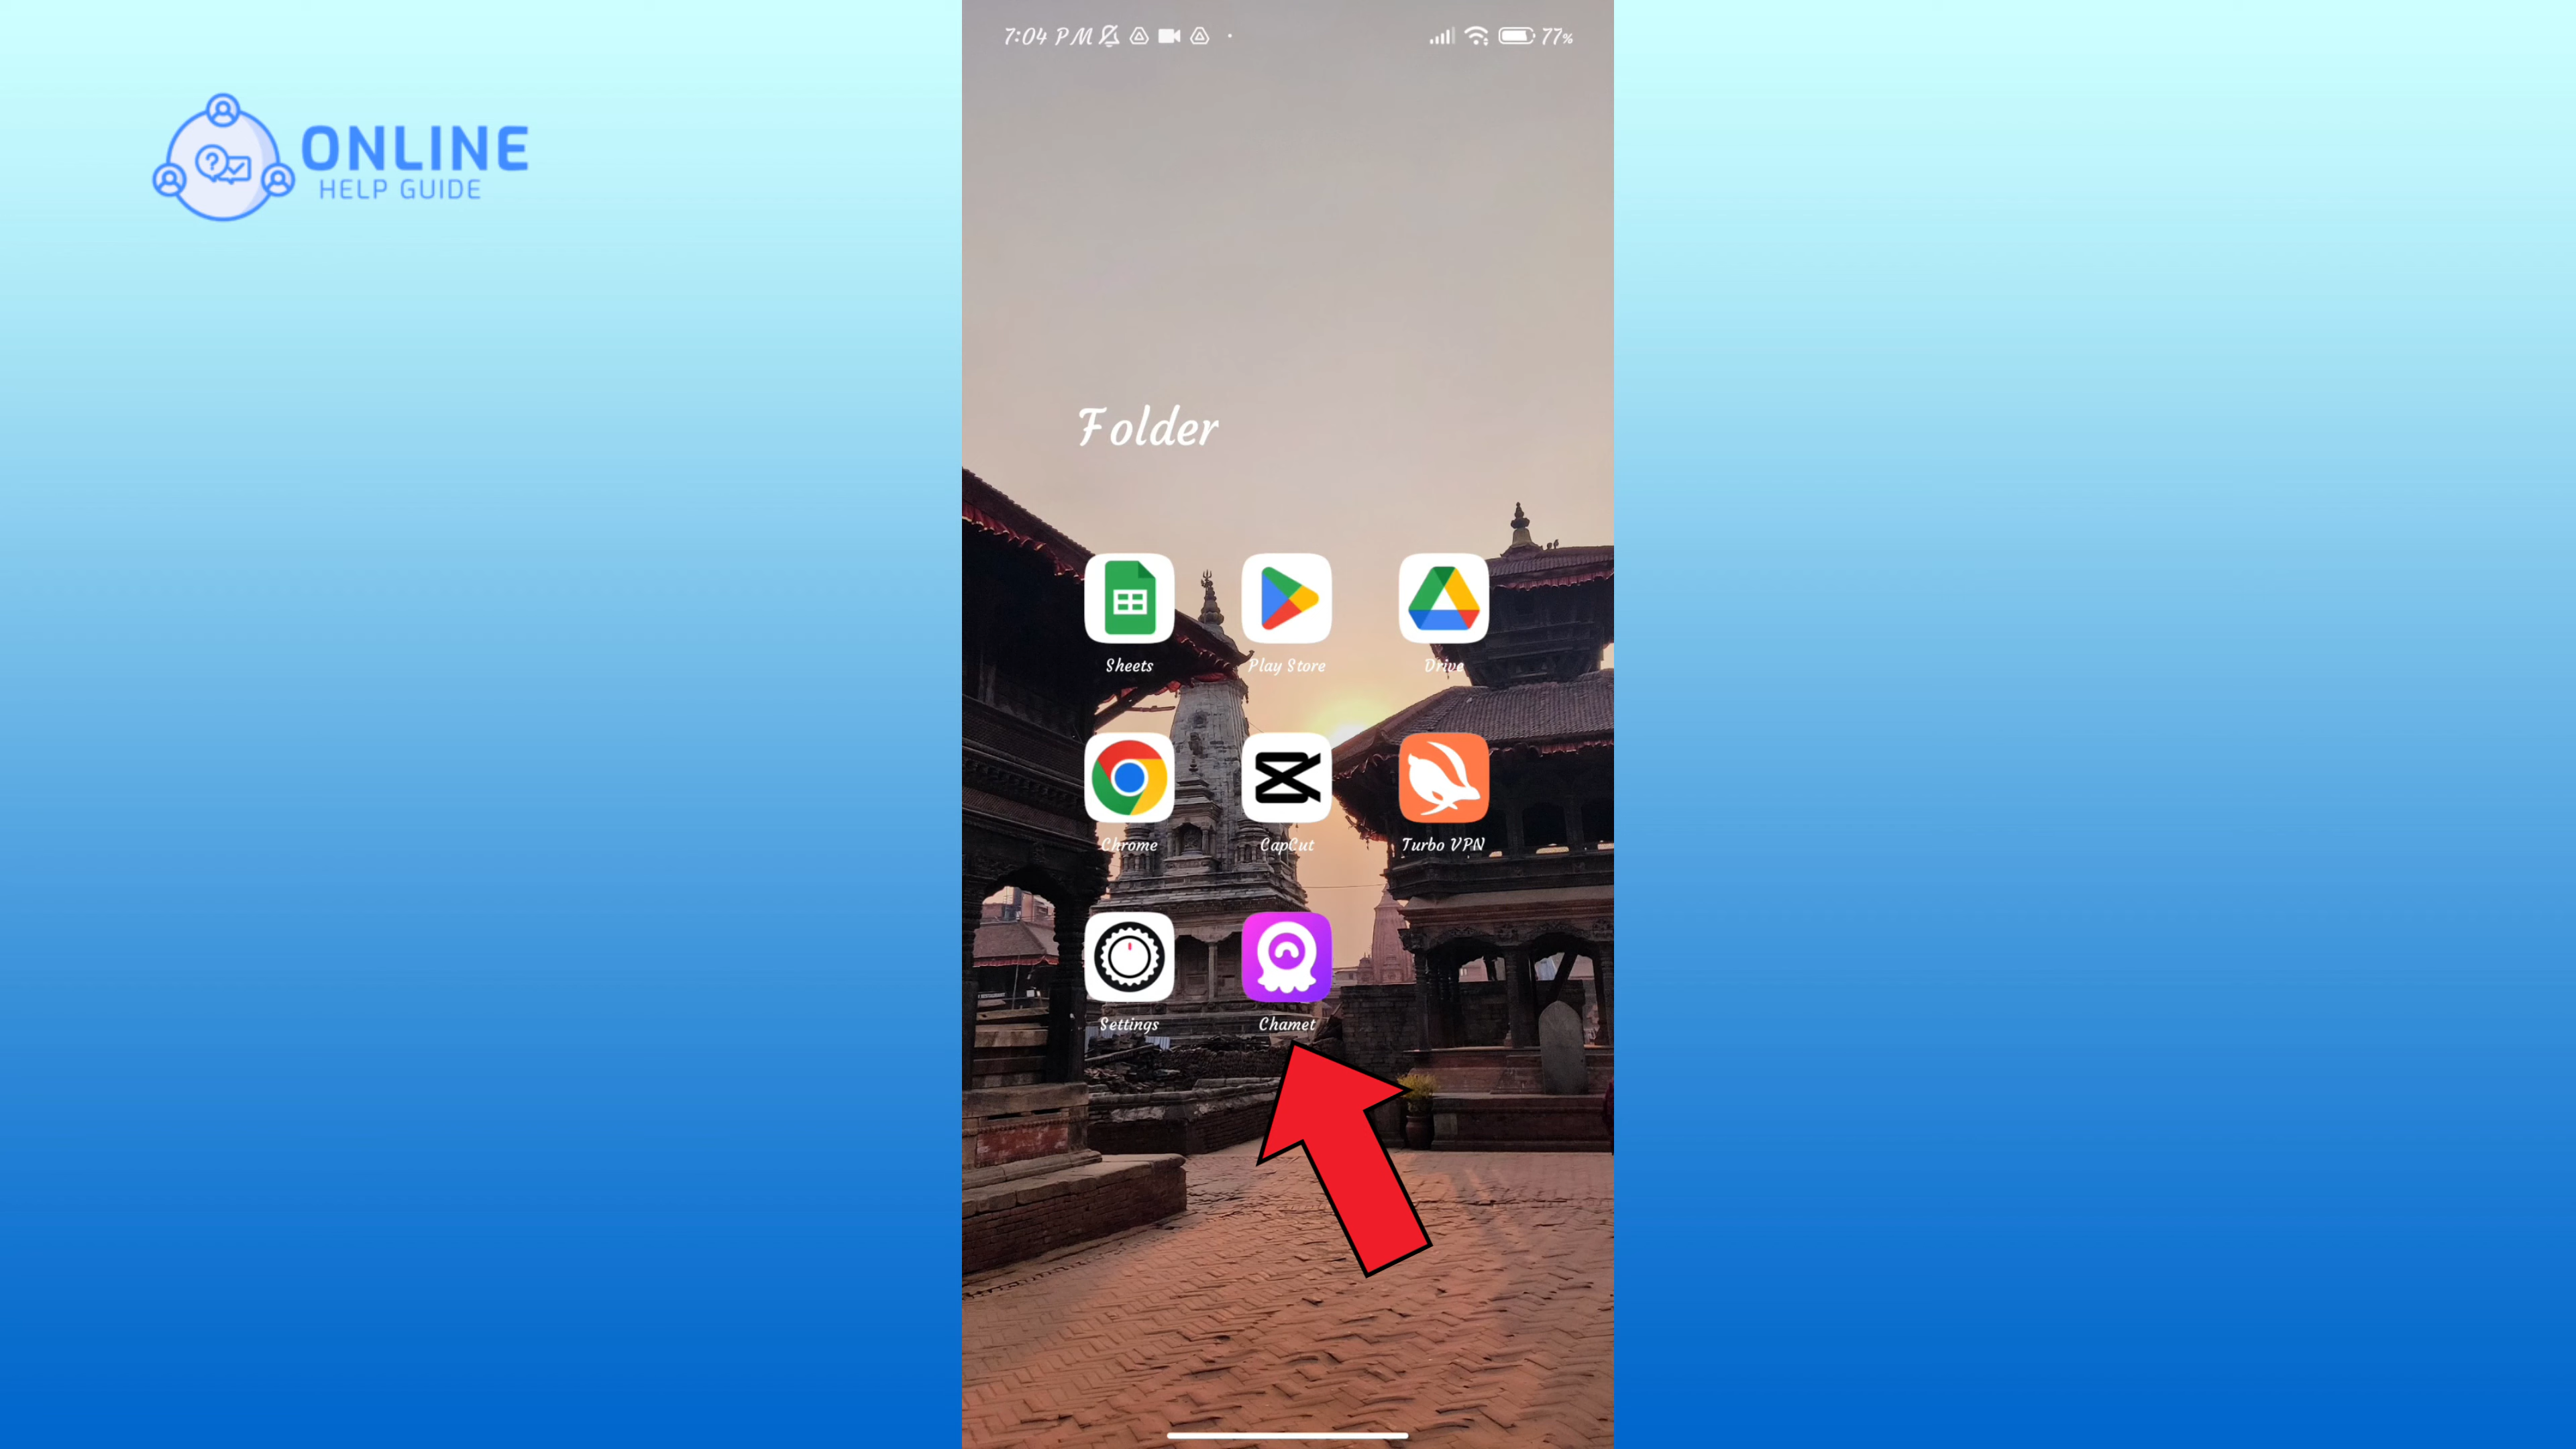 ONLINE
HELP GUIDE
7:04 PM
77%
Folder
Sheets
Play Store
Drive
Chrome
CapCut
Turbo VPN
Settings
Chamet